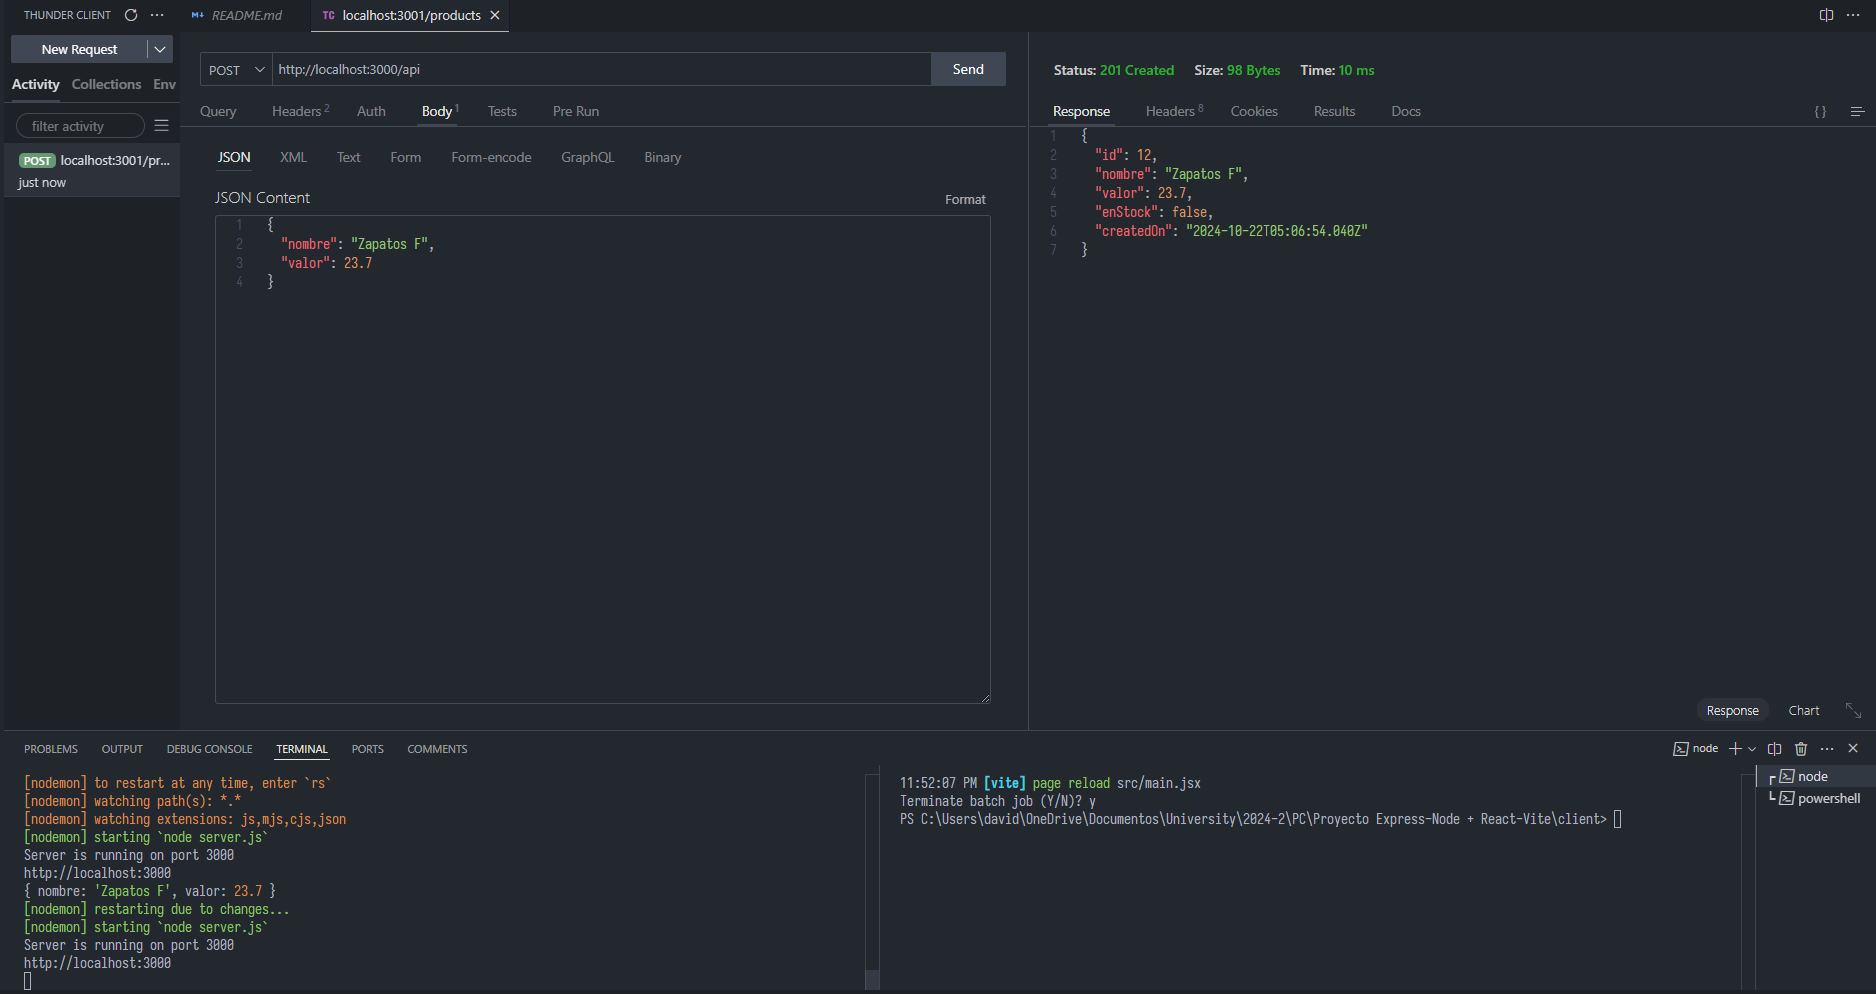 THUNDER CLIENT
README.md
TC localhost:3001/products
New Request
Activity Collections Env
filter activity
POST localhost:3001/pr...
just now
POST http://localhost:3000/api Send
Query Headers 2 Auth Body 1 Tests Pre Run
JSON XML Text Form Form-encode GraphQL Binary
JSON Content Format
1 {
2 "nombre": "Zapatos F",
3 "valor": 23.7
4 }
Status: 201 Created Size: 98 Bytes Time: 10 ms
Response Headers 8 Cookies Results Docs {}
1 {
2 "id": 12,
3 "nombre": "Zapatos F",
4 "valor": 23.7,
5 "enStock": false,
6 "createdOn": "2024-10-22T05:06:54.040Z"
7 }
Response Chart
PROBLEMS OUTPUT DEBUG CONSOLE TERMINAL PORTS COMMENTS
node
[nodemon] to restart at any time, enter `rs`
[nodemon] watching path(s): *.*
[nodemon] watching extensions: js,mjs,cjs,json
[nodemon] starting `node server.js`
Server is running on port 3000
http://localhost:3000
{ nombre: 'Zapatos F', valor: 23.7 }
[nodemon] restarting due to changes...
[nodemon] starting `node server.js`
Server is running on port 3000
http://localhost:3000
11:52:07 PM [vite] page reload src/main.jsx
Terminate batch job (Y/N)? y
PS C:\Users\david\OneDrive\Documentos\University\2024-2\PC\Proyecto Express-Node + React-Vite\client>
node
powershell